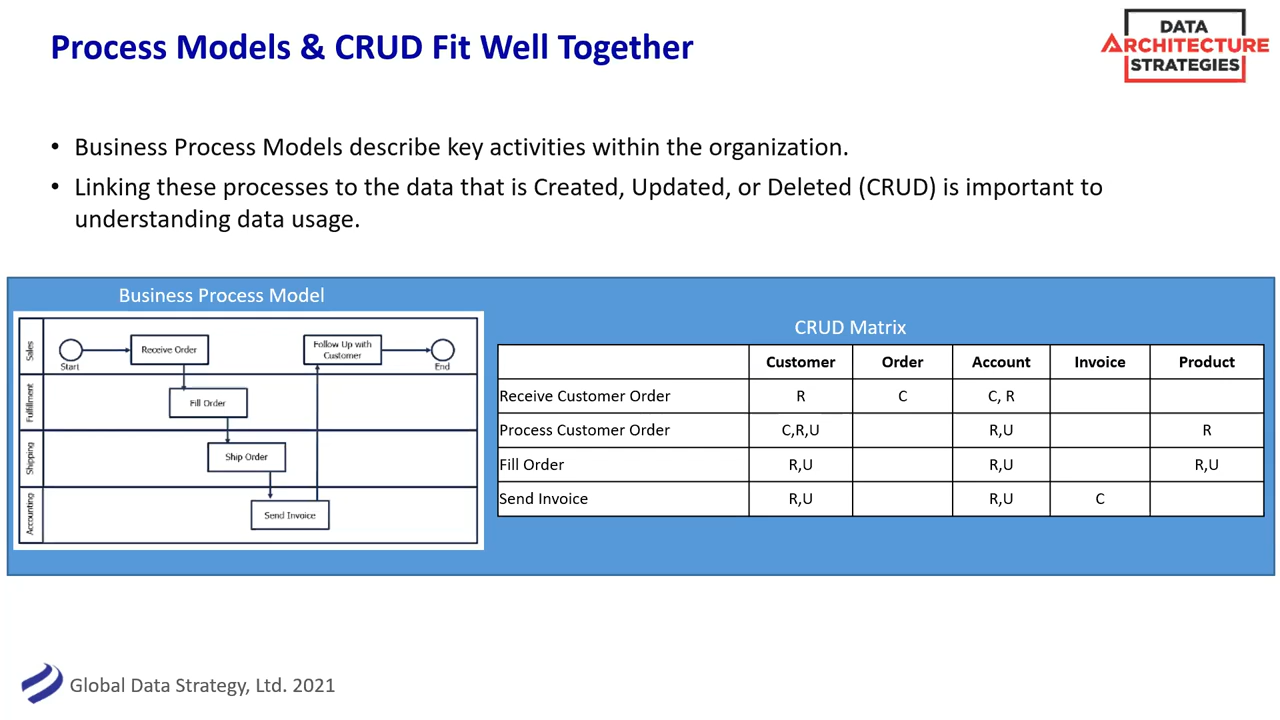 Process Models & CRUD Fit Well Together
DATA
ARCHITECTURE
STRATEGIES
• Business Process Models describe key activities within the organization.
• Linking these processes to the data that is Created, Updated, or Deleted (CRUD) is important to
understanding data usage.
Business Process Model
Sales
Start
Receive Order
Follow Up with
Customer
End
Fulfillment
Fill Order
Shipping
Ship Order
Accounting
Send Invoice
CRUD Matrix
Customer Order Account Invoice Product
Receive Customer Order R C C, R
Process Customer Order C,R,U R,U R
Fill Order R,U R,U R,U
Send Invoice R,U R,U C
Global Data Strategy, Ltd. 2021